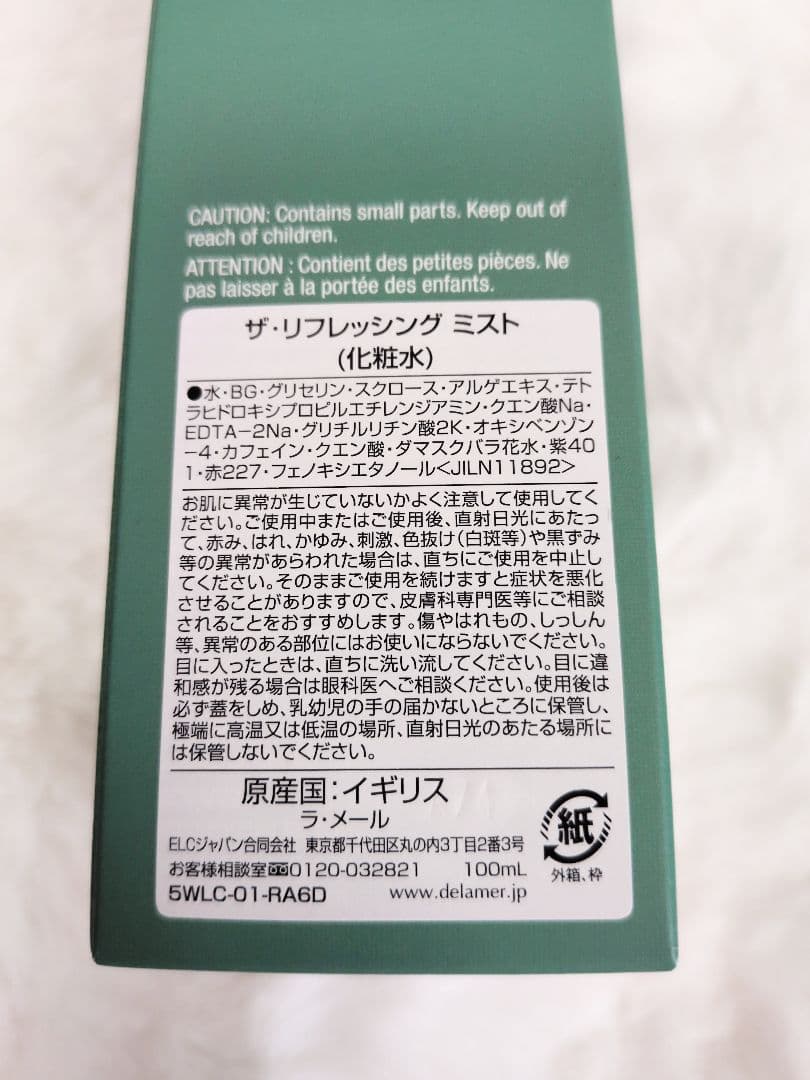 CAUTION: Contains small parts. Keep out of
reach of children.
ATTENTION : Contient des petites pièces. Ne
pas laisser à la portée des enfants.
ザ・リフレッシング ミスト
(化粧水)
●水・BG・グリセリン・スクロース・アルゲエキス・テト
ラヒドロキシプロピルエチレンジアミン・クエン酸Na・
EDTA−2Na・グリチルリチン酸2K・オキシベンゾン
−4・カフェイン・クエン酸・ダマスクバラ花水・紫40
1・赤227・フェノキシエタノール<JILN11892>
お肌に異常が生じていないかよく注意して使用してく
ださい。ご使用中またはご使用後、直射日光にあたっ
て、赤み、はれ、かゆみ、刺激、色抜け(白斑等)や黒ずみ
等の異常があらわれた場合は、直ちにご使用を中止し
てください。そのままご使用を続けますと症状を悪化
させることがありますので、皮膚科専門医等にご相談
されることをおすすめします。傷やはれもの、しっしん
等、異常のある部位にはお使いにならないでください。
目に入ったときは、直ちに洗い流してください。目に違
和感が残る場合は眼科医へご相談ください。使用後は
必ず蓋をしめ、乳幼児の手の届かないところに保管し、
極端に高温又は低温の場所、直射日光のあたる場所に
は保管しないでください。
原産国：イギリス
ラ・メール
ELCジャパン合同会社 東京都千代田区丸の内3丁目2番3号
お客様相談室 0120-032821 100mL
5WLC-01-RA6D www.delamer.jp
紙
外箱、枠